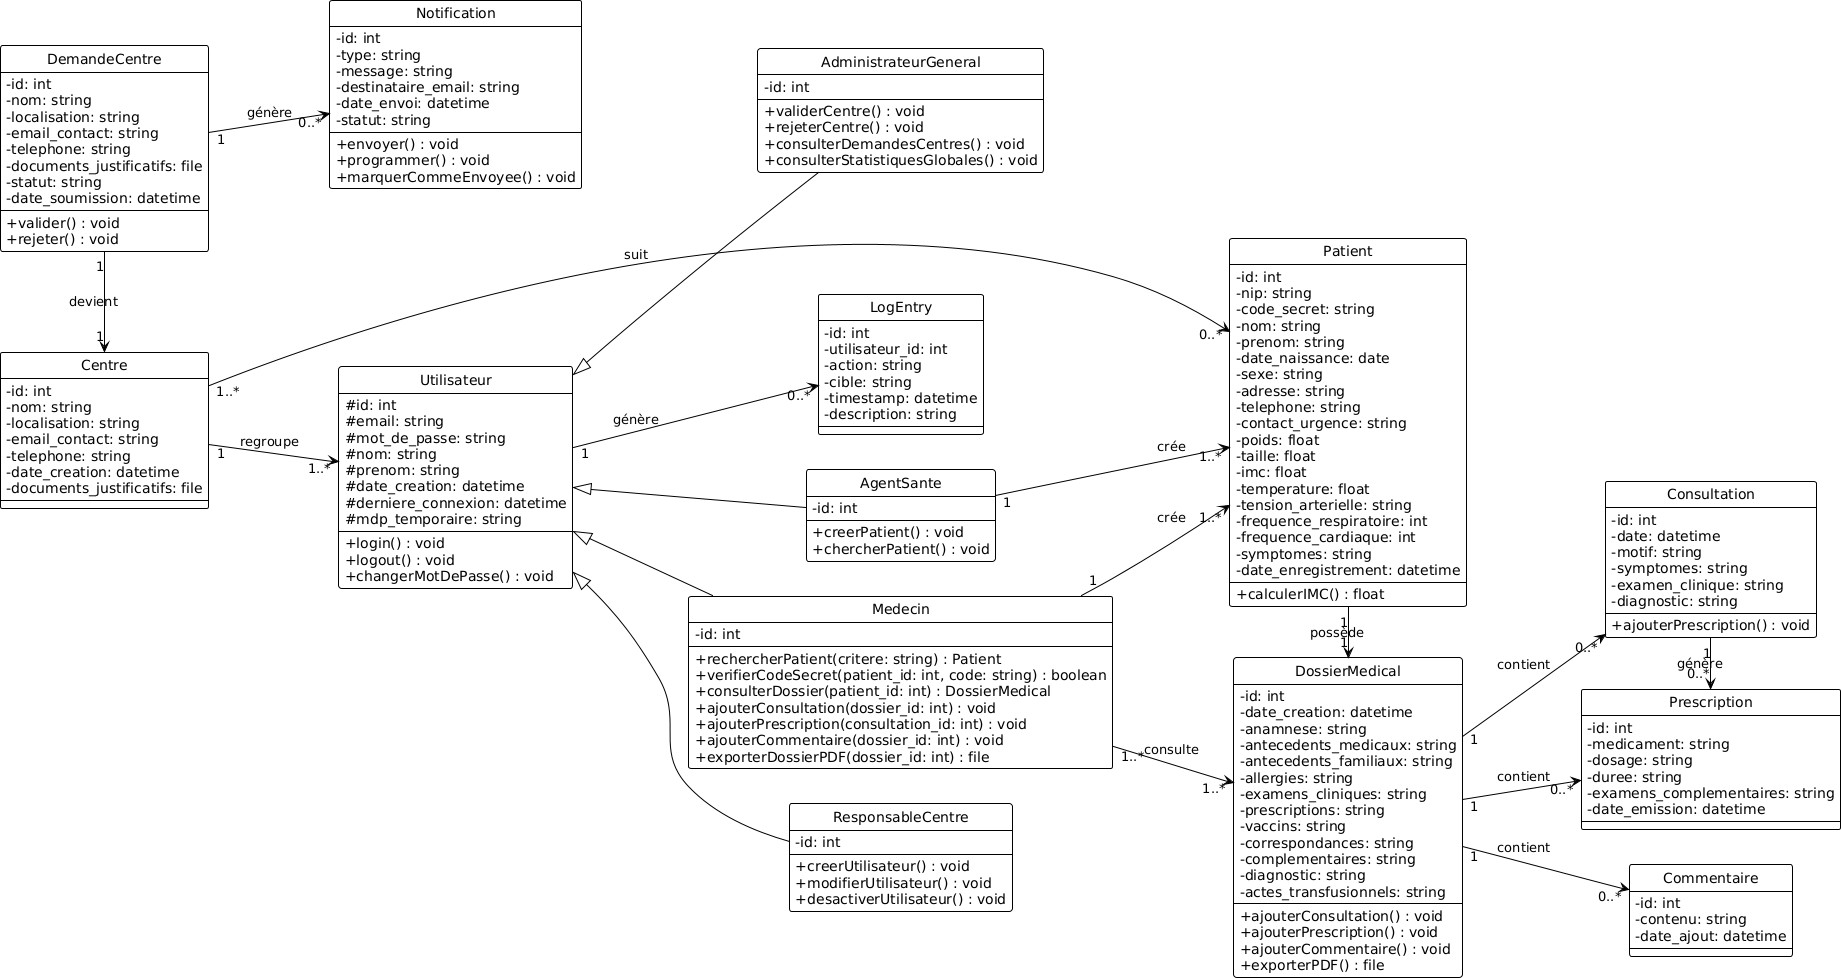 Notification
-id: int
-type: string
-message: string
-destinataire_email: string
-date_envoi: datetime
-statut: string
+envoyer() : void
+programmer() : void
+marquerCommeEnvoyee() : void
DemandeCentre
-id: int
-nom: string
-localisation: string
-email_contact: string
-telephone: string
-documents_justificatifs: file
-statut: string
-date_soumission: datetime
+valider() : void
+rejeter() : void
génère
1
0..*
AdministrateurGeneral
-id: int
+validerCentre() : void
+rejeterCentre() : void
+consulterDemandesCentres() : void
+consulterStatistiquesGlobales() : void
1
devient
1
suit
1..*
0..*
Centre
-id: int
-nom: string
-localisation: string
-email_contact: string
-telephone: string
-date_creation: datetime
-documents_justificatifs: file
regroupe
1
1..*
Utilisateur
#id: int
#email: string
#mot_de_passe: string
#nom: string
#prenom: string
#date_creation: datetime
#derniere_connexion: datetime
#mdp_temporaire: string
+login() : void
+logout() : void
+changerMotDePasse() : void
génère
1
0..*
LogEntry
-id: int
-utilisateur_id: int
-action: string
-cible: string
-timestamp: datetime
-description: string
AgentSante
-id: int
+creerPatient() : void
+chercherPatient() : void
crée
1
1..*
Medecin
-id: int
+rechercherPatient(critere: string) : Patient
+verifierCodeSecret(patient_id: int, code: string) : boolean
+consulterDossier(patient_id: int) : DossierMedical
+ajouterConsultation(dossier_id: int) : void
+ajouterPrescription(consultation_id: int) : void
+ajouterCommentaire(dossier_id: int) : void
+exporterDossierPDF(dossier_id: int) : file
crée
1
1..*
consulte
1..*
1..*
ResponsableCentre
-id: int
+creerUtilisateur() : void
+modifierUtilisateur() : void
+desactiverUtilisateur() : void
Patient
-id: int
-nip: string
-code_secret: string
-nom: string
-prenom: string
-date_naissance: date
-sexe: string
-adresse: string
-telephone: string
-contact_urgence: string
-poids: float
-taille: float
-imc: float
-temperature: float
-tension_arterielle: string
-frequence_respiratoire: int
-frequence_cardiaque: int
-symptomes: string
-date_enregistrement: datetime
+calculerIMC() : float
1
possède
1
DossierMedical
-id: int
-date_creation: datetime
-anamnese: string
-antecedents_medicaux: string
-antecedents_familiaux: string
-allergies: string
-examens_cliniques: string
-prescriptions: string
-vaccins: string
-correspondances: string
-complementaires: string
-diagnostic: string
-actes_transfusionnels: string
+ajouterConsultation() : void
+ajouterPrescription() : void
+ajouterCommentaire() : void
+exporterPDF() : file
contient
1
0..*
contient
1
0..*
contient
1
0..*
Consultation
-id: int
-date: datetime
-motif: string
-symptomes: string
-examen_clinique: string
-diagnostic: string
+ajouterPrescription() : void
1
génère
0..*
Prescription
-id: int
-medicament: string
-dosage: string
-duree: string
-examens_complementaires: string
-date_emission: datetime
Commentaire
-id: int
-contenu: string
-date_ajout: datetime